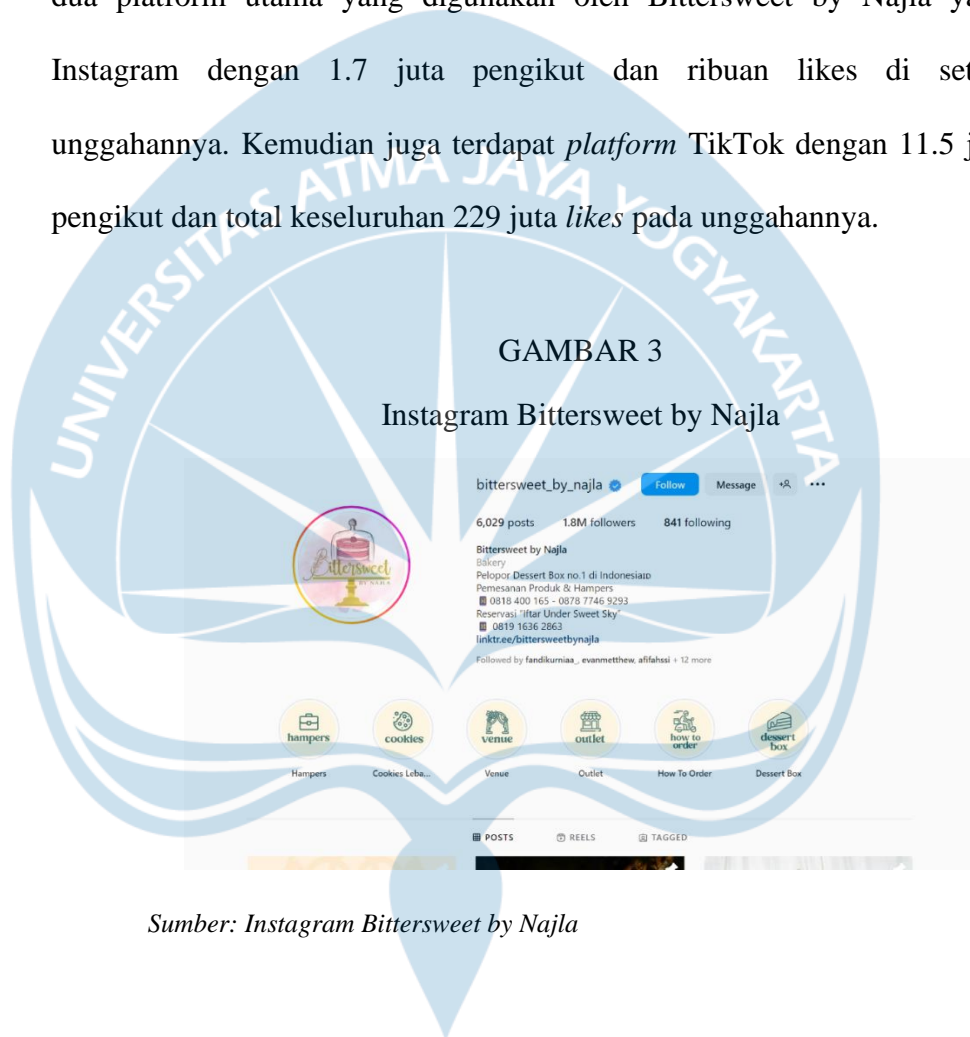 dua platform utama yang digunakan oleh Bittersweet by Najla ya
Instagram dengan 1.7 juta pengikut dan ribuan likes di set
unggahannya. Kemudian juga terdapat platform TikTok dengan 11.5 j
pengikut dan total keseluruhan 229 juta likes pada unggahannya.
UNIVERSITAS ATMA JAYA YOGYAKARTA
GAMBAR 3
Instagram Bittersweet by Najla
bittersweet_by_najla Follow Message
6,029 posts 1.8M followers 841 following
Bittersweet
BY NAJLA
Bittersweet by Najla
Bakery
Pelopor Dessert Box no.1 di Indonesia
Pemesanan Produk & Hampers
0818 400 165 - 0878 7746 9293
Reservasi "Iftar Under Sweet Sky"
0819 1636 2863
linktr.ee/bittersweetbynajla
Followed by fandikurniaa_, evanmatthew, afifahssi + 12 more
hampers cookies venue outlet how to order dessert box
Hampers Cookies Leba... Venue Outlet How To Order Dessert Box
POSTS REELS TAGGED
Sumber: Instagram Bittersweet by Najla